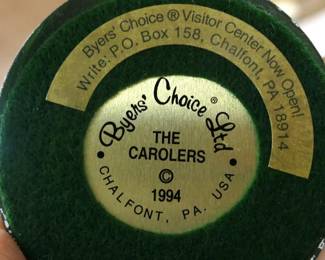 Byers' Choice ® Visitor Center Now Open!
Write: P.O. Box 158, Chalfont, PA 18914
Byers' Choice® Ltd
THE
CAROLERS
©
1994
• CHALFONT, PA. USA •